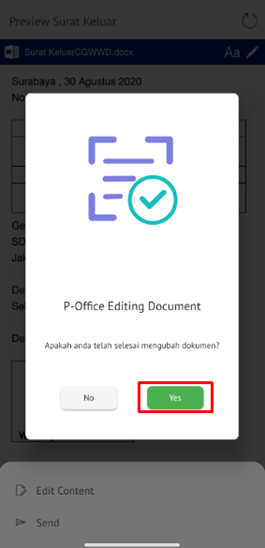 Preview Surat Keluar
Surat KeluarCGWWD.docx
Aa
Surabaya , 30 Agustus 2020
No
Ge
SD
Jak
De
Sel
De
W
P-Office Editing Document
Apakah anda telah selesai mengubah dokumen?
No
Yes
Edit Content
Send